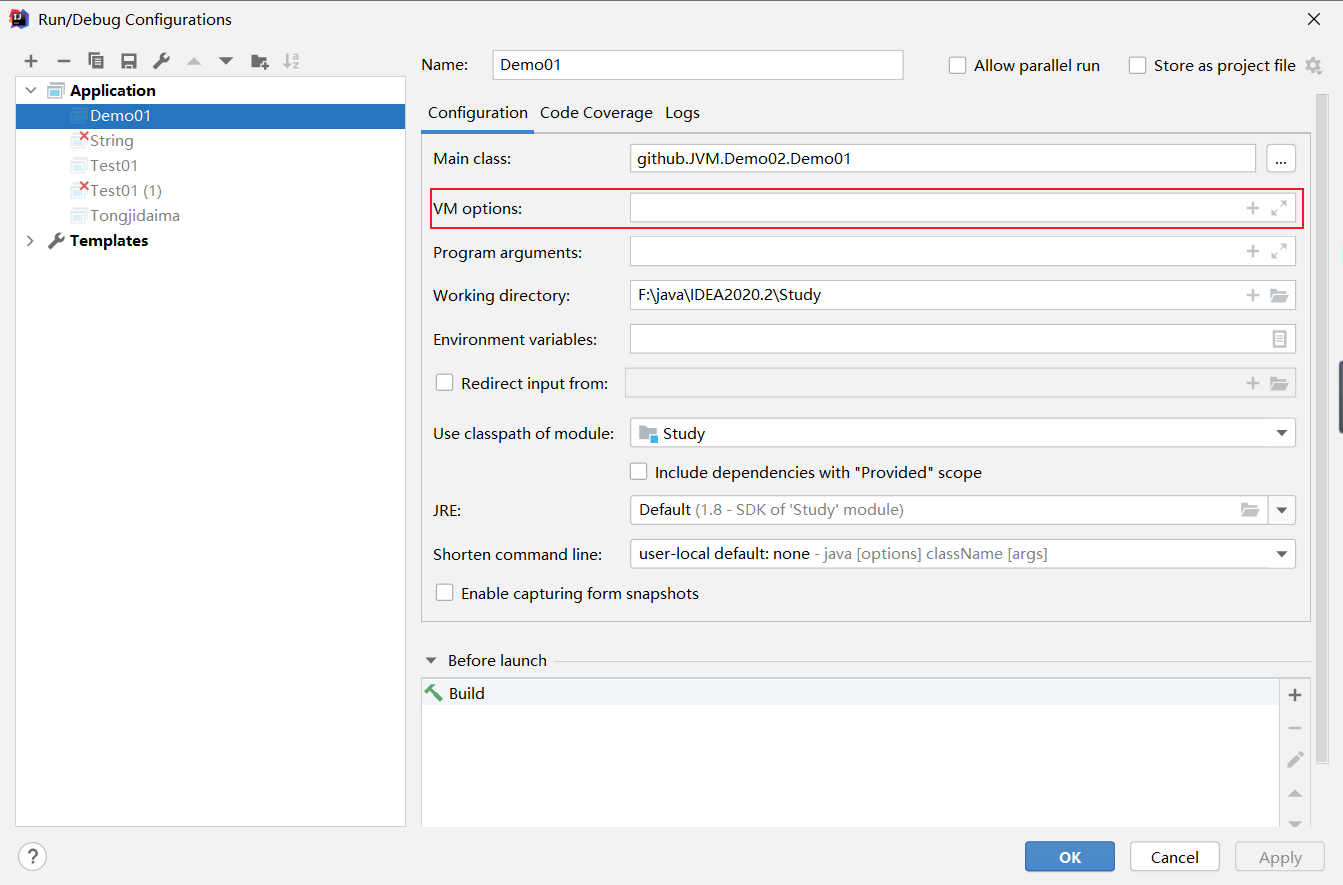 Run/Debug Configurations
Name: Demo01 Allow parallel run Store as project file
Application
Demo01
String
Test01
Test01 (1)
Tongjidaima
Templates
Configuration Code Coverage Logs
Main class: github.JVM.Demo02.Demo01 ...
VM options:
Program arguments:
Working directory: F:\java\IDEA2020.2\Study
Environment variables:
Redirect input from:
Use classpath of module: Study
Include dependencies with "Provided" scope
JRE: Default (1.8 - SDK of 'Study' module)
Shorten command line: user-local default: none - java [options] className [args]
Enable capturing form snapshots
Before launch
Build
? OK Cancel Apply